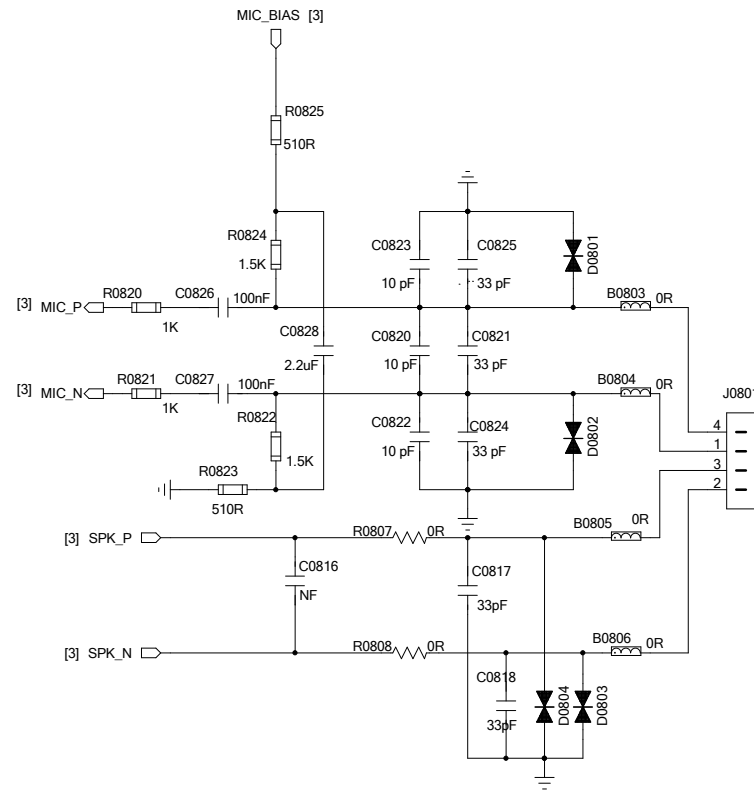 MIC_BIAS [3]
R0825
510R
R0824
1.5K
C0823
10 pF
C0825
33 pF
D0801
B0803 0R
[3] MIC_P
R0820
1K
C0826
100nF
C0828
2.2uF
C0820
10 pF
C0821
33 pF
B0804
0R
[3] MIC_N
R0821
1K
C0827
100nF
R0822
1.5K
C0822
10 pF
C0824
33 pF
D0802
J0801
4
1
3
2
R0823
510R
B0805
0R
[3] SPK_P
R0807 0R
C0816
NF
C0817
33pF
[3] SPK_N
R0808 0R
B0806
0R
C0818
33pF
D0804
D0803